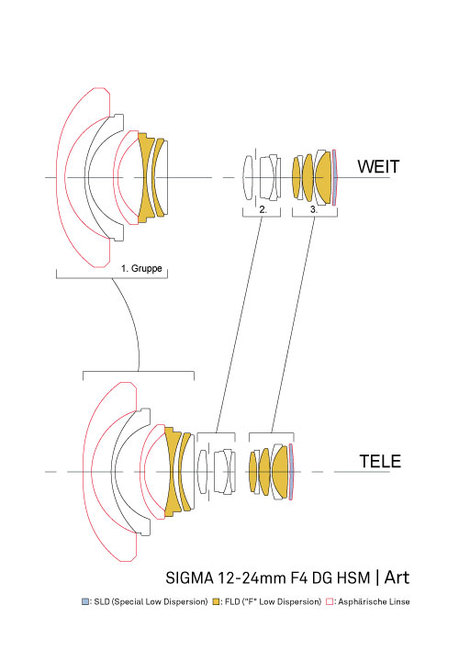 WEIT
2.
3.
1. Gruppe
TELE
SIGMA 12-24mm F4 DG HSM | Art
: SLD (Special Low Dispersion) : FLD ("F" Low Dispersion) : Asphärische Linse